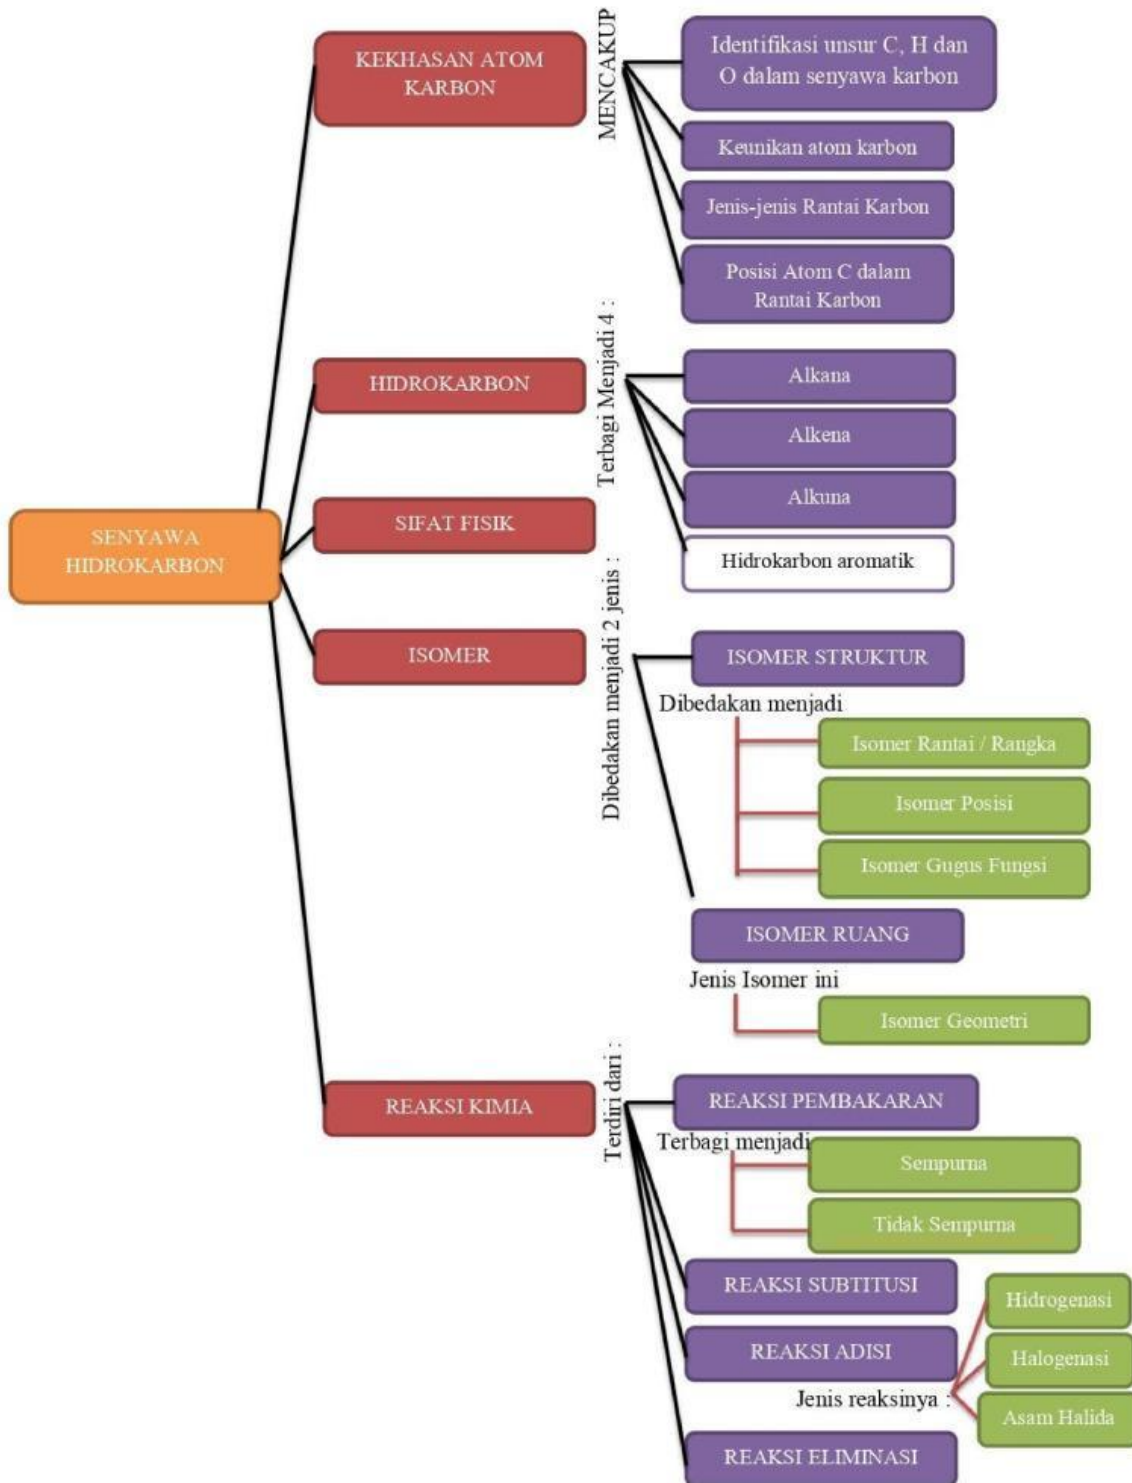 KEKHASAN ATOM
KARBON
MENCAKUP
Identifikasi unsur C, H dan
O dalam senyawa karbon
Keunikan atom karbon
Jenis-jenis Rantai Karbon
Posisi Atom C dalam
Rantai Karbon
HIDROKARBON
Terbagi Menjadi 4 :
Alkana
Alkena
Alkuna
Hidrokarbon aromatik
SENYAWA
HIDROKARBON
SIFAT FISIK
ISOMER
Dibedakan menjadi 2 jenis :
ISOMER STRUKTUR
Dibedakan menjadi
Isomer Rantai / Rangka
Isomer Posisi
Isomer Gugus Fungsi
ISOMER RUANG
Jenis Isomer ini
Isomer Geometri
REAKSI KIMIA
Terdiri dari :
REAKSI PEMBAKARAN
Terbagi menjadi
Sempurna
Tidak Sempurna
REAKSI SUBTITUSI
REAKSI ADISI
Jenis reaksinya :
Hidrogenasi
Halogenasi
Asam Halida
REAKSI ELIMINASI